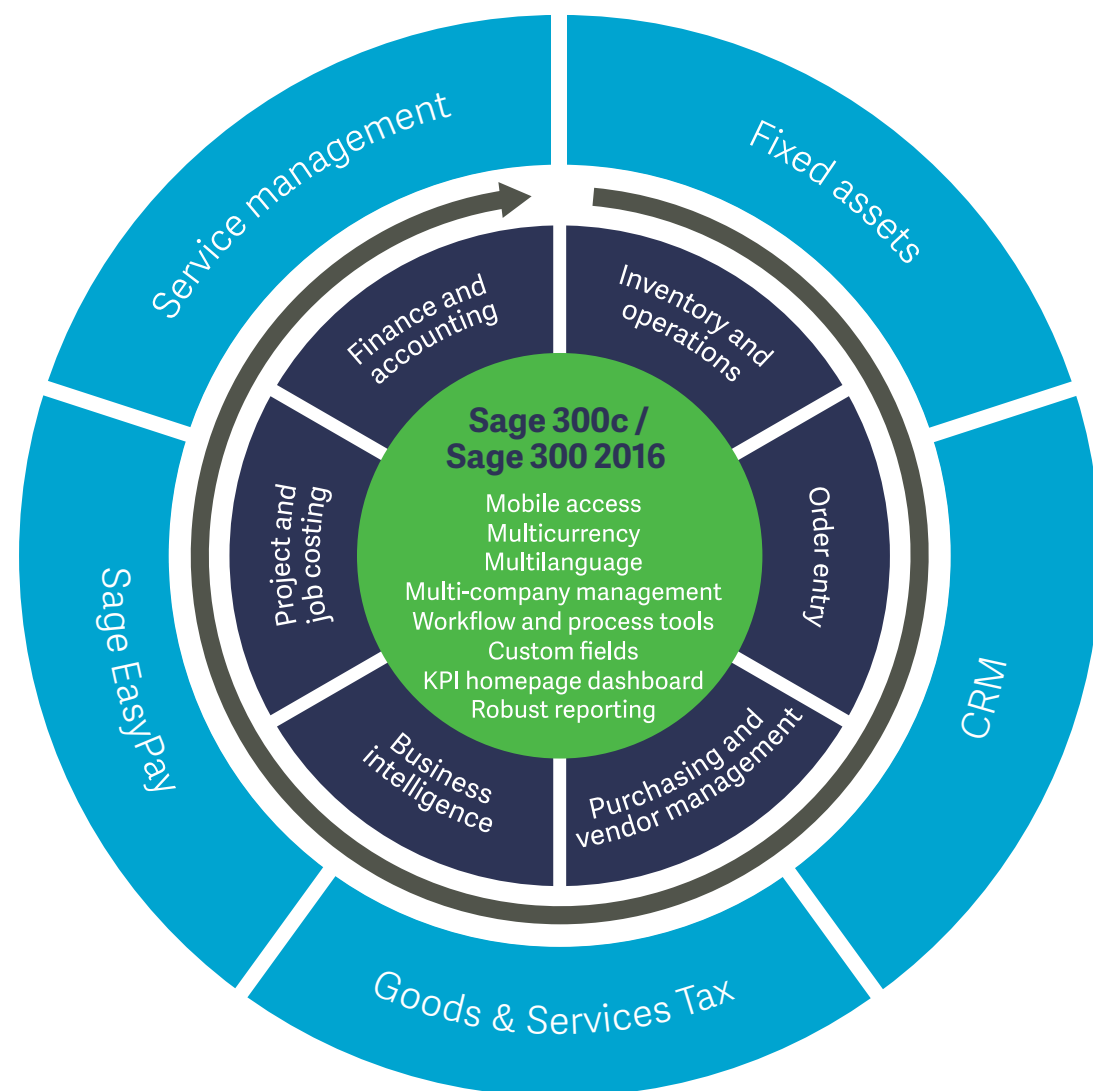 Service management
Fixed assets
Finance and
accounting
Inventory and
operations
Sage 300c /
Sage 300 2016
Mobile access
Multicurrency
Multilanguage
Multi-company management
Workflow and process tools
Custom fields
KPI homepage dashboard
Robust reporting
Project and
job costing
Order entry
Sage EasyPay
CRM
Business
intelligence
Purchasing and
vendor management
Goods & Services Tax